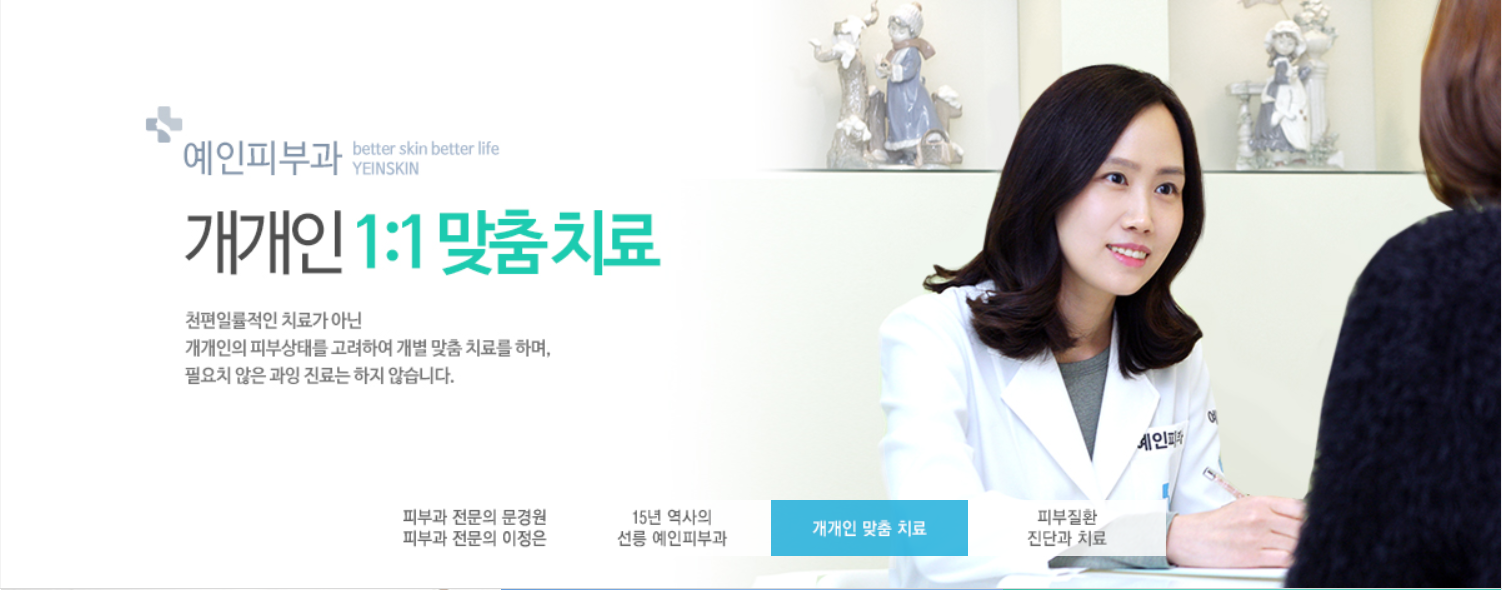 예인피부과
better skin better life
YEINSKIN
개개인 1:1 맞춤 치료
천편일률적인 치료가 아닌
개개인의 피부상태를 고려하여 개별 맞춤 치료를 하며,
필요치 않은 과잉 진료는 하지 않습니다.
예인피
피부과 전문의 문경원
피부과 전문의 이정은
15년 역사의
선릉 예인피부과
개개인 맞춤 치료
피부질환
진단과 치료